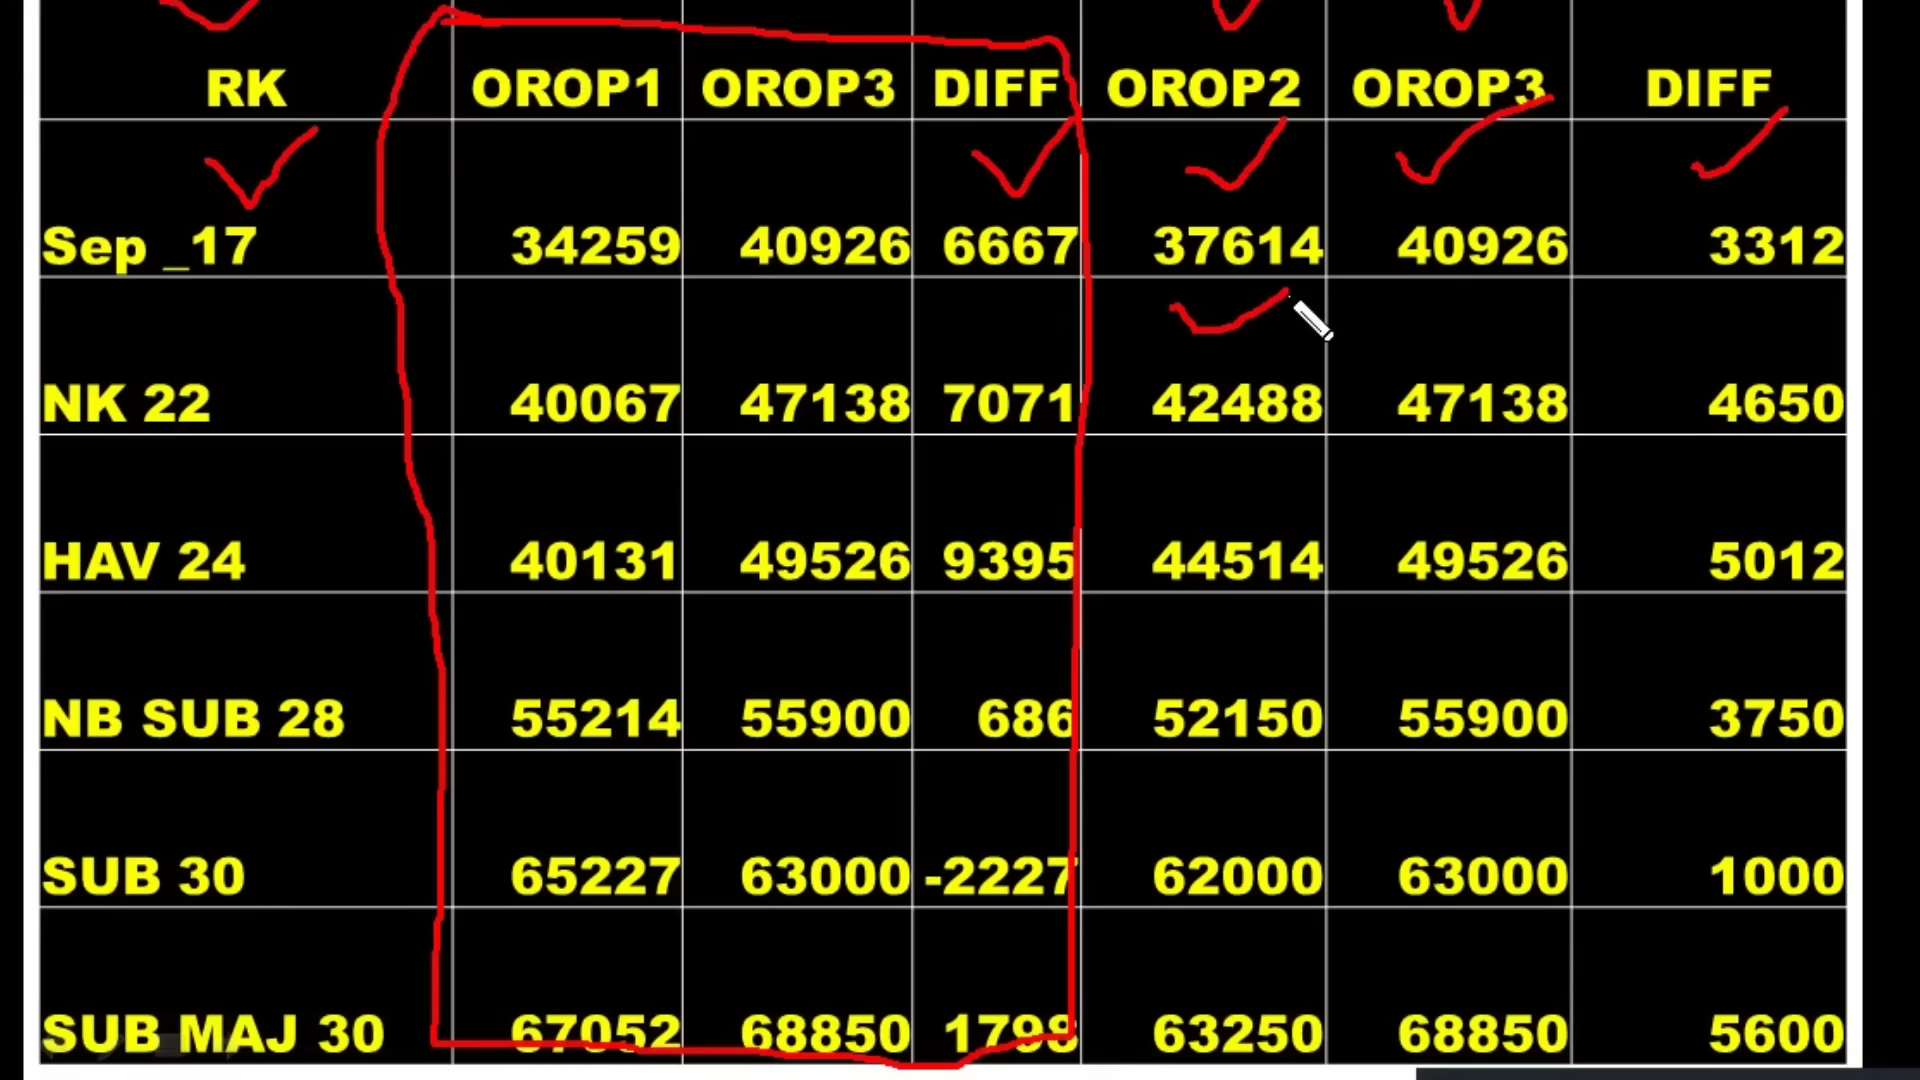 RK OROP1 OROP3 DIFF OROP2 OROP3 DIFF
Sep _17 34259 40926 6667 37614 40926 3312
NK 22 40067 47138 7071 42488 47138 4650
HAV 24 40131 49526 9395 44514 49526 5012
NB SUB 28 55214 55900 686 52150 55900 3750
SUB 30 65227 63000 -2227 62000 63000 1000
SUB MAJ 30 67052 68850 1798 63250 68850 5600